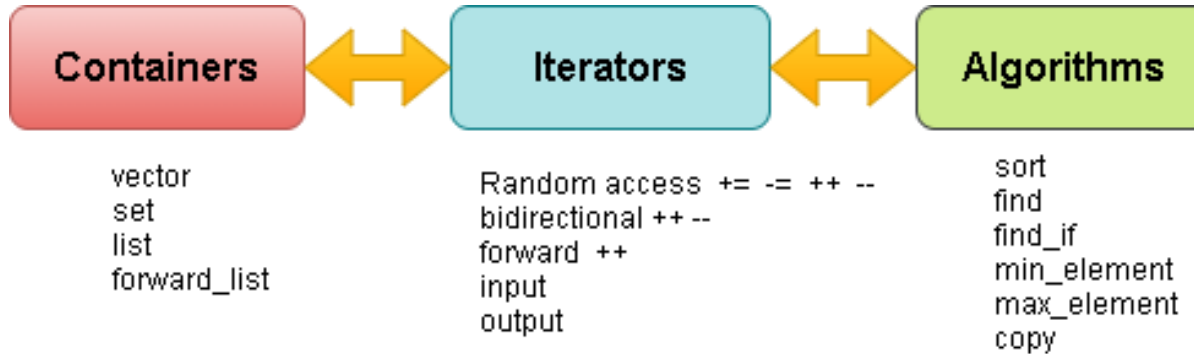 Containers
Iterators
Algorithms
vector
set
list
forward_list
Random access += -= ++ --
bidirectional ++ --
forward ++
input
output
sort
find
find_if
min_element
max_element
copy